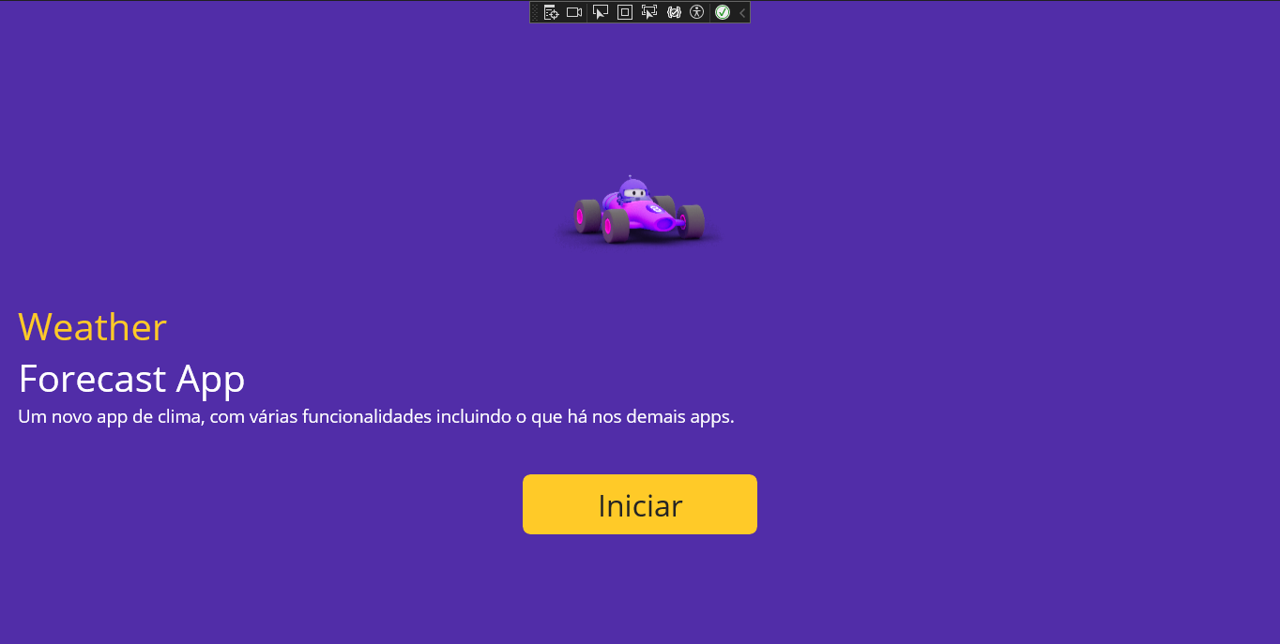 Weather
Forecast App
Um novo app de clima, com várias funcionalidades incluindo o que há nos demais apps.
Iniciar